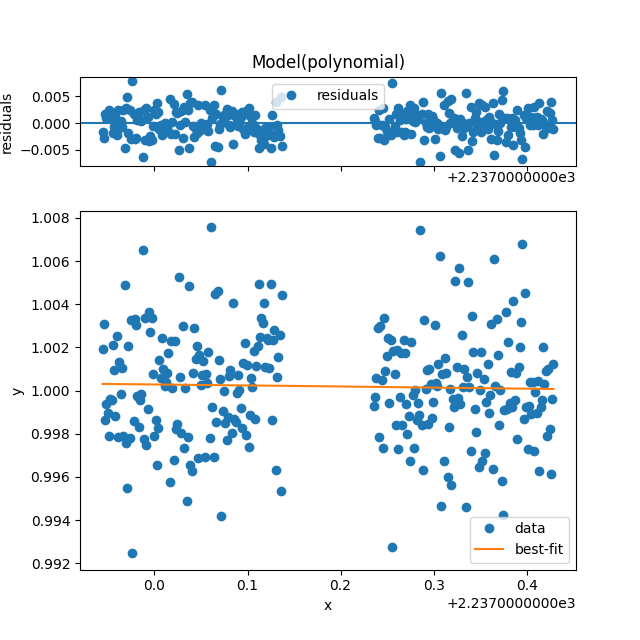 Model(polynomial)
residuals
0.005
0.000
−0.005
residuals
+2.2370000000e3
y
1.008
1.006
1.004
1.002
1.000
0.998
0.996
0.994
0.992
data
best-fit
0.0 0.1 0.2 0.3 0.4
x
+2.2370000000e3